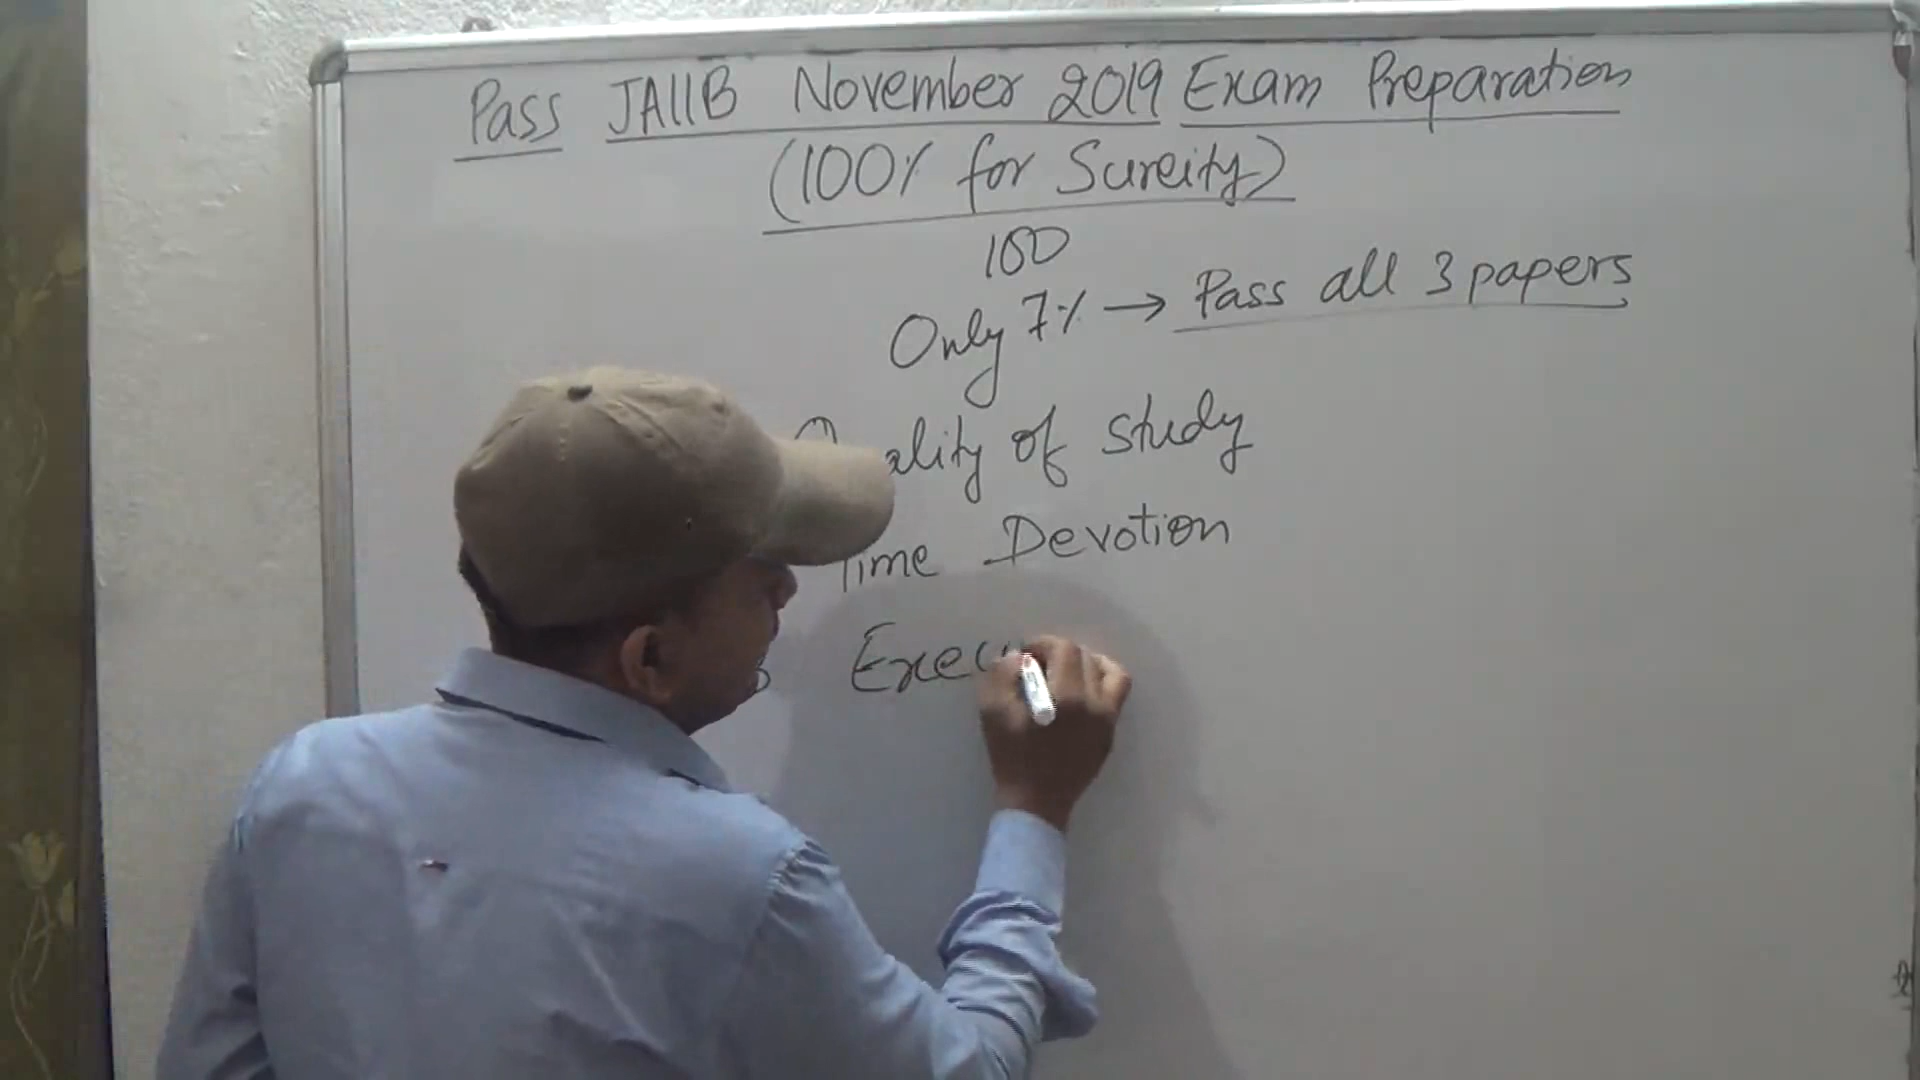 Pass JAIIB November 2019 Exam Preparation
(100% for Sureity)
100
Only 7% → Pass all 3 papers
Quality of Study
Time Devotion
Execu